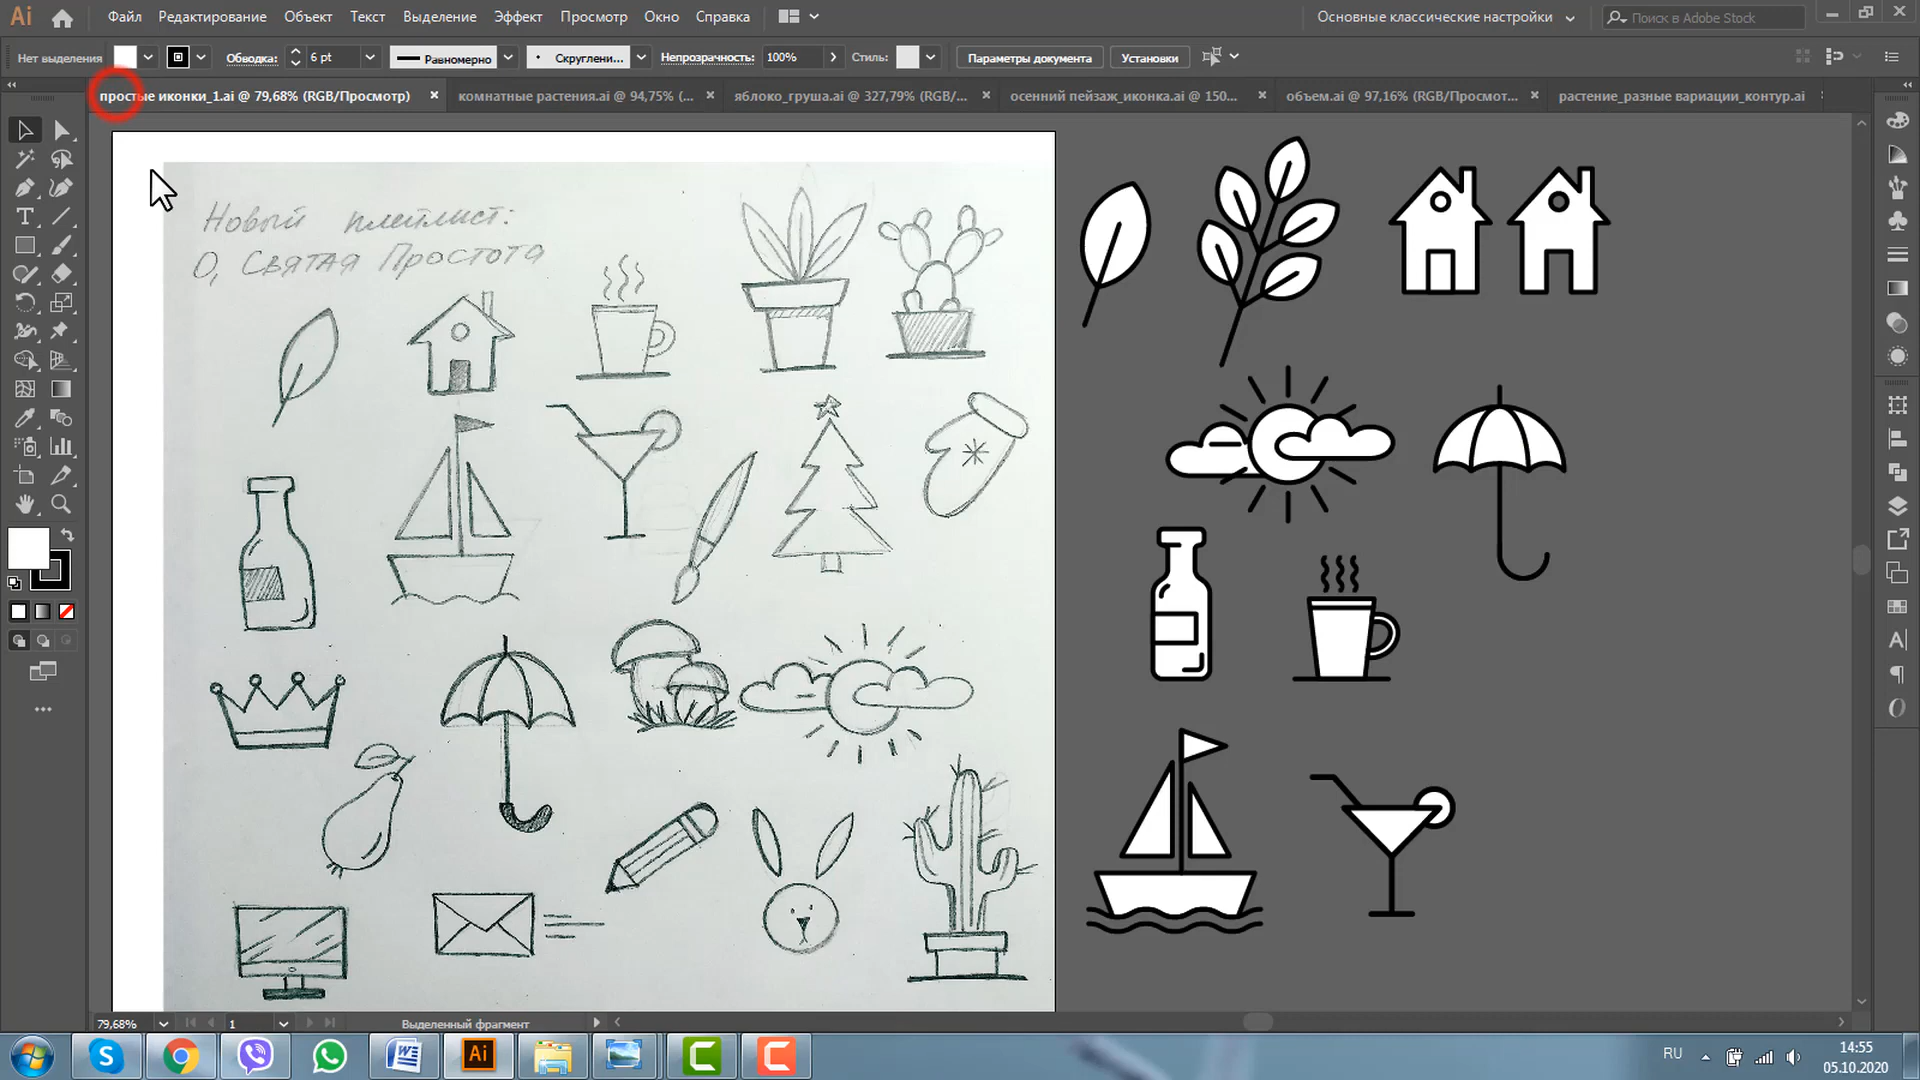 Ai Файл Редактирование Объект Текст Выделение Эффект Просмотр Окно Справка Основные классические настройки Поиск в Adobe Stock
Нет выделения Обводка: 6 pt Равномерно Скруглени... Непрозрачность: 100% Стиль: Параметры документа Установки
простые иконки_1.ai @ 79,68% (RGB/Просмотр) × комнатные растения.ai @ 94,75% (... × яблоко_груша.ai @ 327,79% (RGB/... × осенний пейзаж_иконка.ai @ 150... × объем.ai @ 97,16% (RGB/Просмот... × растение_разные вариации_контур.ai
Новый плейлист:
О, Святая Простота
79,68% 1 Выделенный фрагмент
RU
14:55
05.10.2020